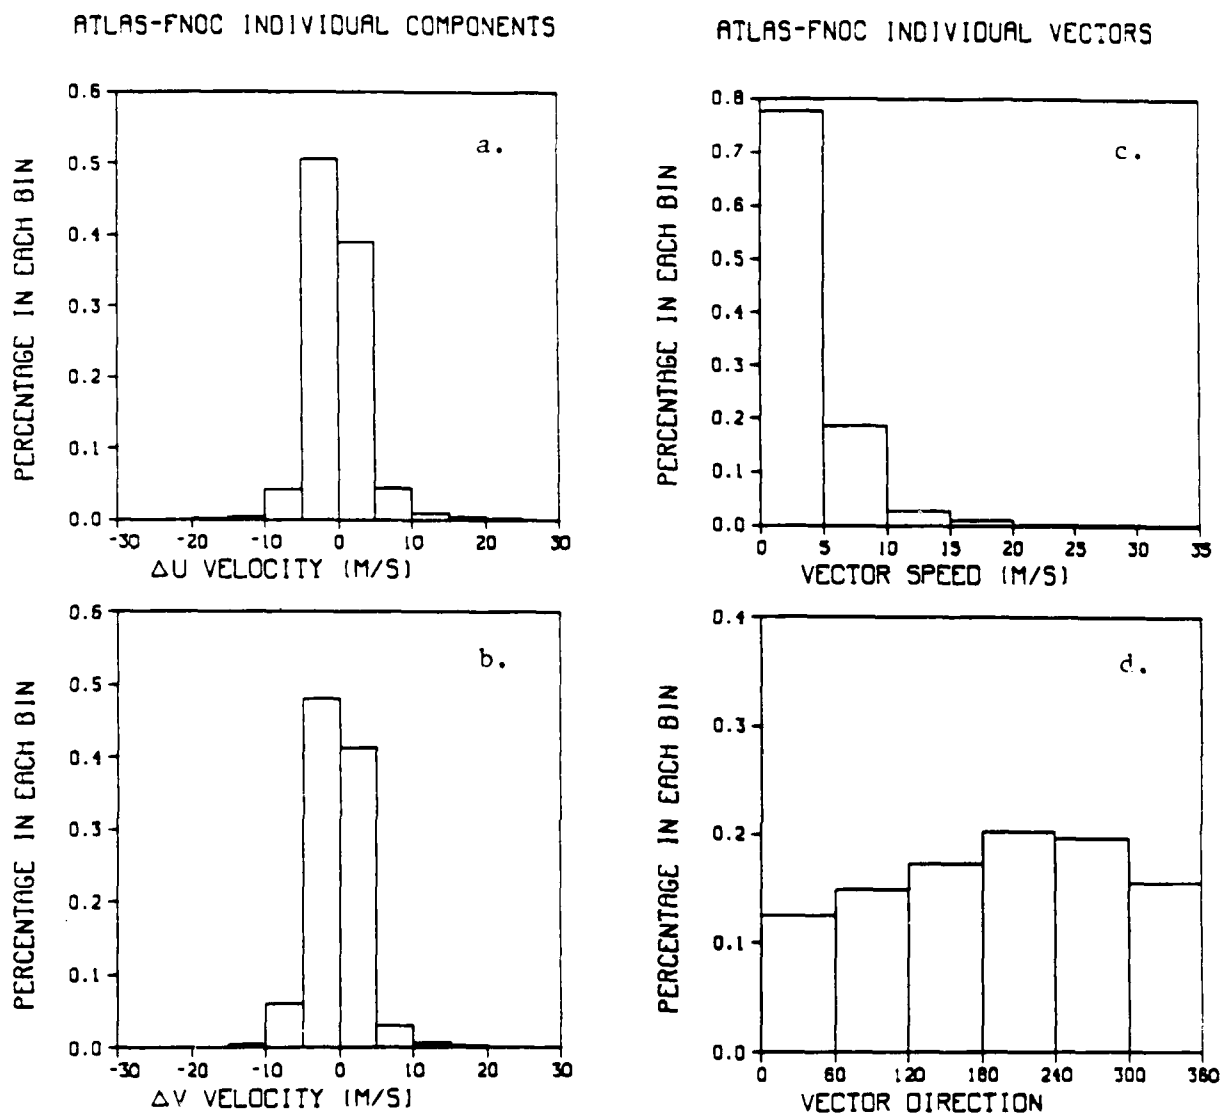 ATLAS-FNOC INDIVIDUAL COMPONENTS
ATLAS-FNOC INDIVIDUAL VECTORS
PERCENTAGE IN EACH BIN
0.6
0.5
0.4
0.3
0.2
0.1
0.0
a.
-30 -20 -10 0 10 20 30
ΔU VELOCITY (M/S)
PERCENTAGE IN EACH BIN
0.8
0.7
0.6
0.5
0.4
0.3
0.2
0.1
0.0
c.
0 5 10 15 20 25 30 35
VECTOR SPEED (M/S)
PERCENTAGE IN EACH BIN
0.6
0.5
0.4
0.3
0.2
0.1
0.0
b.
-30 -20 -10 0 10 20 30
ΔV VELOCITY (M/S)
PERCENTAGE IN EACH BIN
0.4
0.3
0.2
0.1
0.0
d.
0 60 120 180 240 300 360
VECTOR DIRECTION